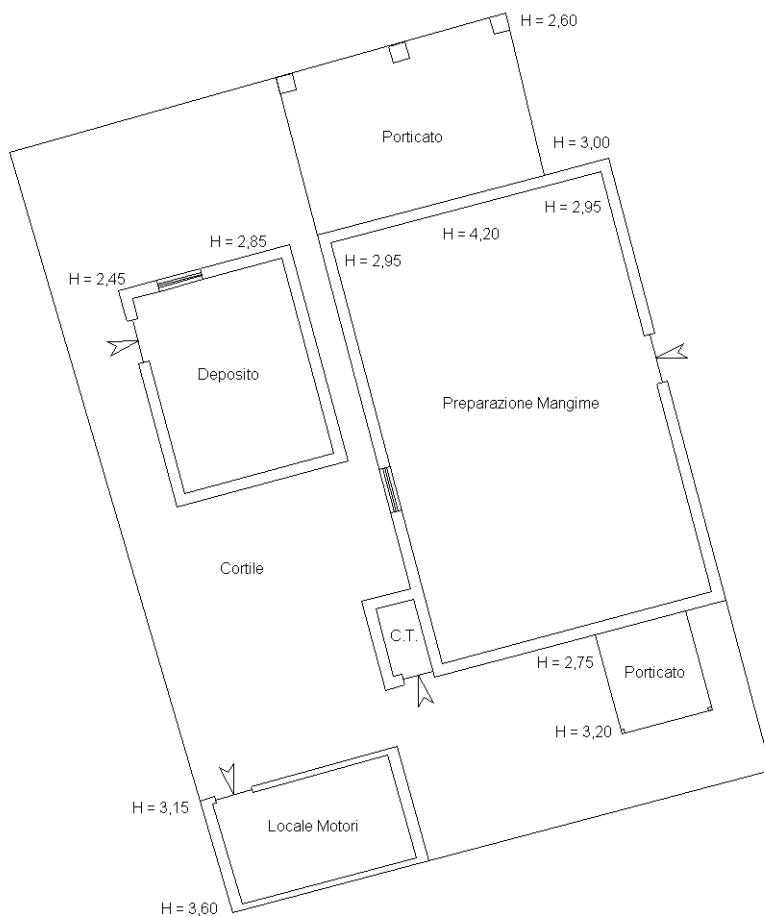 H = 2,60
Porticato
H = 3,00
H = 2,95
H = 4,20
H = 2,85
H = 2,95
H = 2,45
Deposito
Preparazione Mangime
Cortile
C.T.
H = 2,75
Porticato
H = 3,20
H = 3,15
Locale Motori
H = 3,60